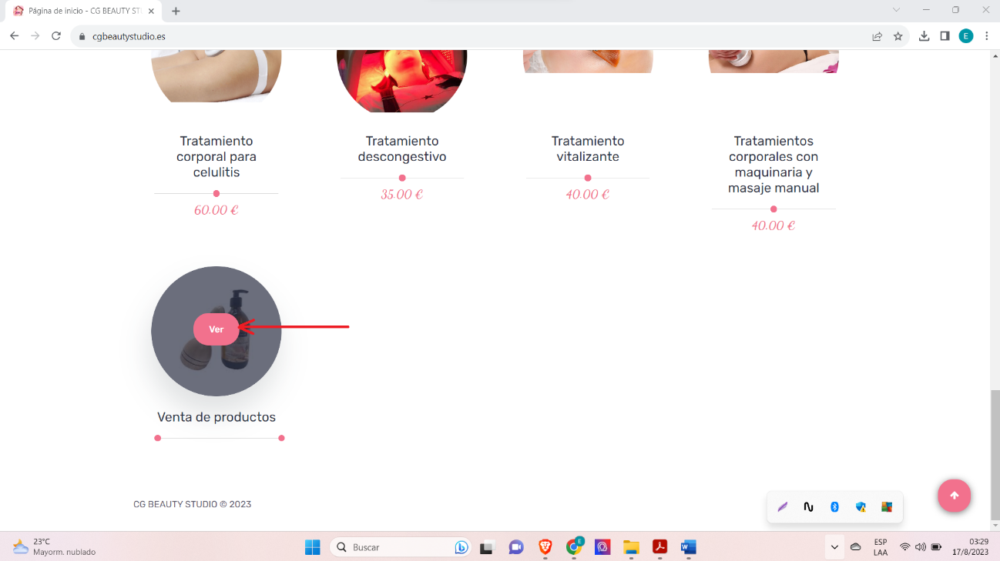 Página de inicio - CG BEAUTY STU
cgbeautystudio.es
E
Tratamiento
corporal para
celulitis
60.00 €
Tratamiento
descongestivo
35.00 €
Tratamiento
vitalizante
40.00 €
Tratamientos
corporales con
maquinaria y
masaje manual
40.00 €
Ver
Venta de productos
CG BEAUTY STUDIO © 2023
23°C
Mayorm. nublado
Buscar
E
ESP
LAA
03:29
17/8/2023